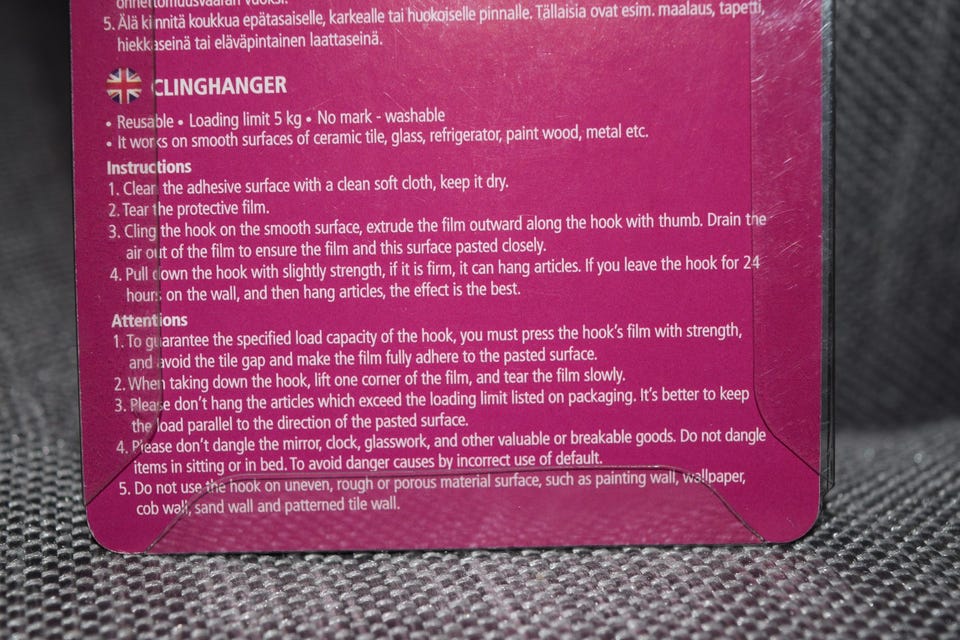 onnettomuusvaaran vuoksi.
5. Älä kiinnitä koukkua epätasaiselle, karkealle tai huokoiselle pinnalle. Tällaisia ovat esim. maalaus, tapetti,
hiekkaseinä tai eläväpintainen laattaseinä.
CLINGHANGER
• Reusable • Loading limit 5 kg • No mark - washable
• It works on smooth surfaces of ceramic tile, glass, refrigerator, paint wood, metal etc.
Instructions
1. Clean the adhesive surface with a clean soft cloth, keep it dry.
2. Tear the protective film.
3. Cling the hook on the smooth surface, extrude the film outward along the hook with thumb. Drain the
air out of the film to ensure the film and this surface pasted closely.
4. Pull down the hook with slightly strength, if it is firm, it can hang articles. If you leave the hook for 24
hours on the wall, and then hang articles, the effect is the best.
Attentions
1. To guarantee the specified load capacity of the hook, you must press the hook's film with strength,
and avoid the tile gap and make the film fully adhere to the pasted surface.
2. When taking down the hook, lift one corner of the film, and tear the film slowly.
3. Please don't hang the articles which exceed the loading limit listed on packaging. It's better to keep
the load parallel to the direction of the pasted surface.
4. Please don't dangle the mirror, clock, glasswork, and other valuable or breakable goods. Do not dangle
items in sitting or in bed. To avoid danger causes by incorrect use of default.
5. Do not use the hook on uneven, rough or porous material surface, such as painting wall, wallpaper,
cob wall, sand wall and patterned tile wall.